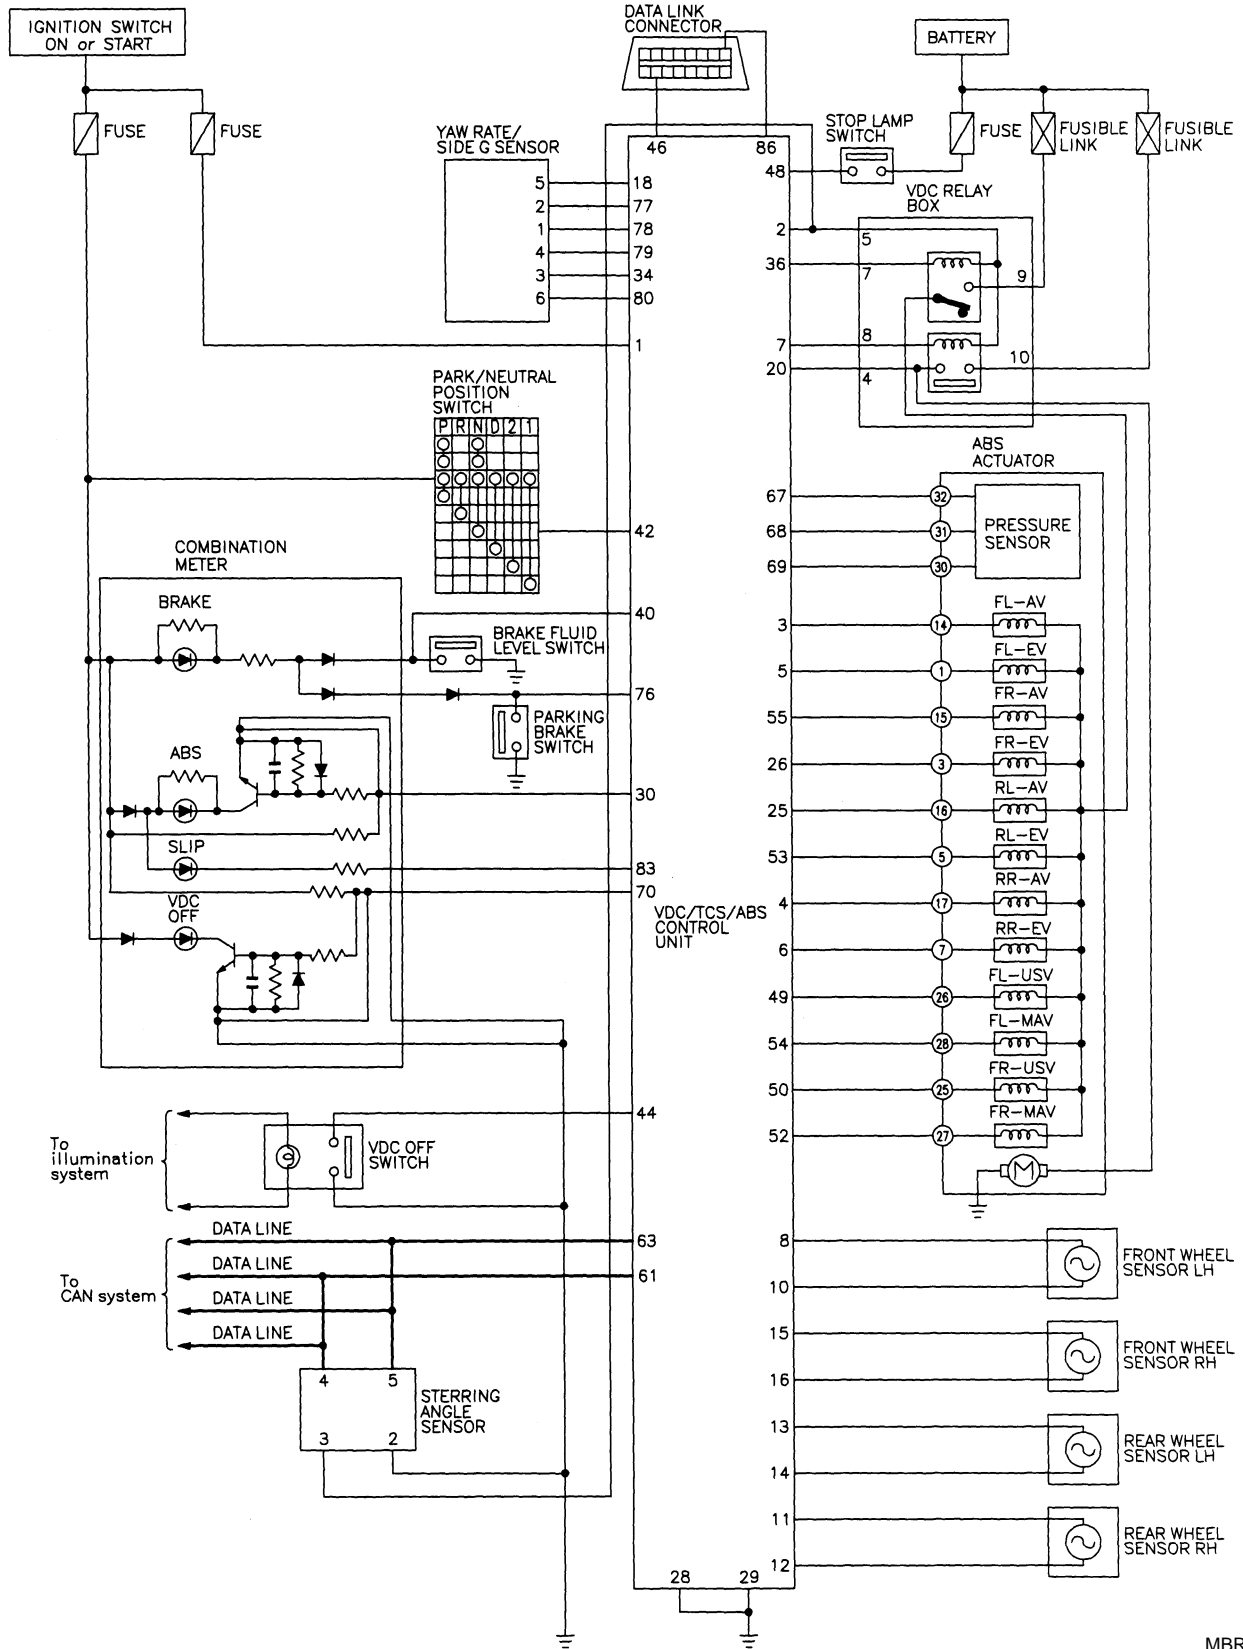 IGNITION SWITCH
ON or START
FUSE
FUSE
DATA LINK
CONNECTOR
BATTERY
STOP LAMP
SWITCH
FUSE
FUSIBLE
LINK
FUSIBLE
LINK
YAW RATE/
SIDE G SENSOR
5
2
1
4
3
6
46
86
18
77
78
79
34
80
1
48
2
36
7
20
VDC RELAY
BOX
5
7
9
8
10
4
PARK/NEUTRAL
POSITION
SWITCH
P R N D 2 1
42
COMBINATION
METER
BRAKE
40
BRAKE FLUID
LEVEL SWITCH
76
PARKING
BRAKE
SWITCH
ABS
30
SLIP
83
70
VDC
OFF
VDC/TCS/ABS
CONTROL
UNIT
ABS
ACTUATOR
67 32
68 31
69 30
PRESSURE
SENSOR
FL-AV
3 14
FL-EV
5 1
FR-AV
55 15
FR-EV
26 3
RL-AV
25 16
RL-EV
53 5
RR-AV
4 17
RR-EV
6 7
FL-USV
49 26
FL-MAV
54 28
FR-USV
50 25
FR-MAV
52 27
M
44
To
illumination
system
VDC OFF
SWITCH
DATA LINE
63
DATA LINE
61
To
CAN system
DATA LINE
DATA LINE
4 5
3 2
STERRING
ANGLE
SENSOR
8
10
FRONT WHEEL
SENSOR LH
15
16
FRONT WHEEL
SENSOR RH
13
14
REAR WHEEL
SENSOR LH
11
12
REAR WHEEL
SENSOR RH
28 29
MBR